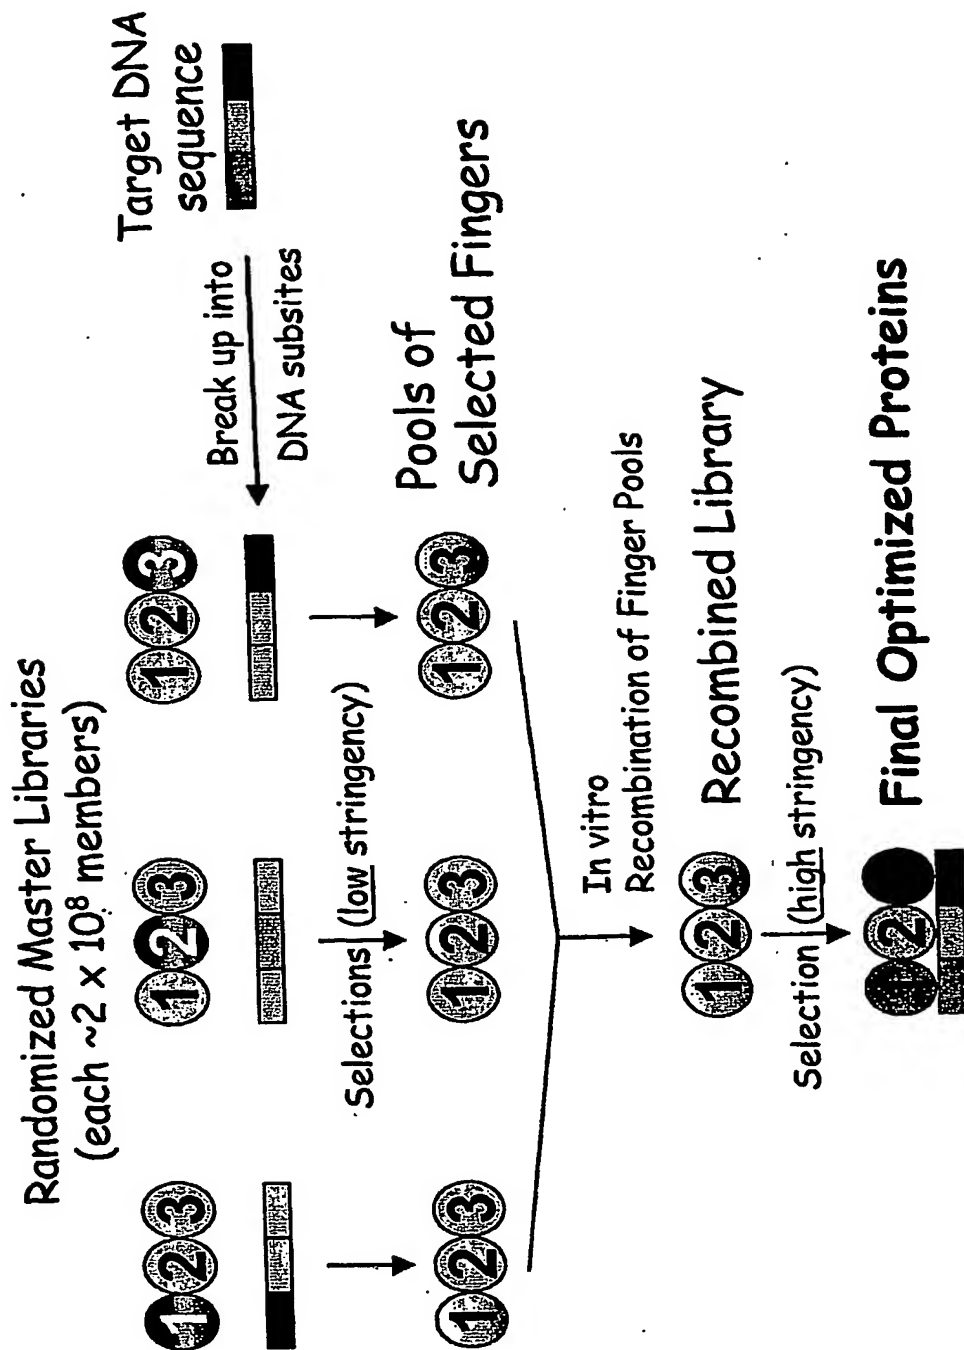 Randomized Master Libraries
(each ~2 x 10⁸ members)
Target DNA
sequence
1 2 3
1 2 3
1 2 3
Break up into
DNA subsites
Selections (low stringency)
Pools of
Selected Fingers
1 2 3
1 2 3
1 2 3
In vitro
Recombination of Finger Pools
1 2 3
Recombined Library
Selection (high stringency)
1 2
Final Optimized Proteins